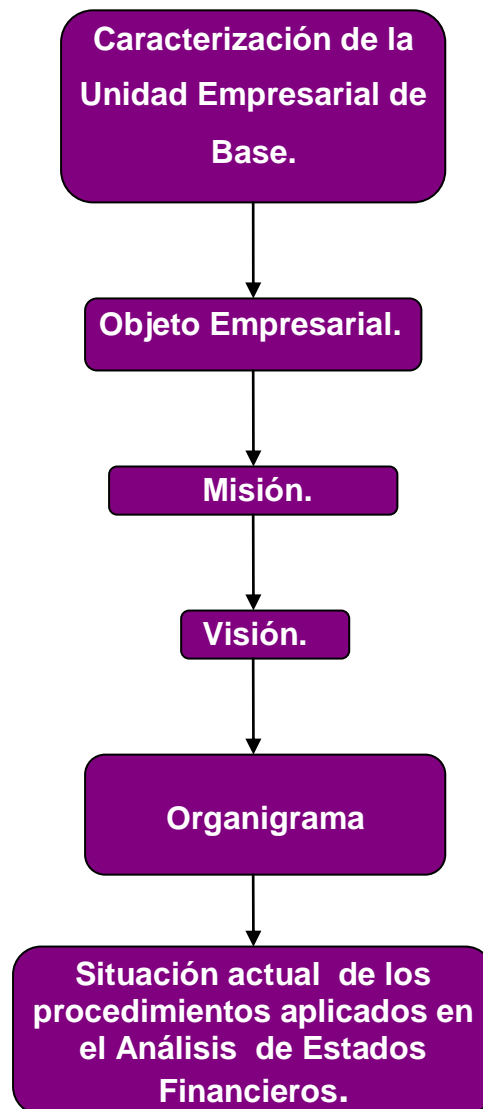 Caracterización de la
Unidad Empresarial de
Base.
Objeto Empresarial.
Misión.
Visión.
Organigrama
Situación actual de los
procedimientos aplicados en
el Análisis de Estados
Financieros.